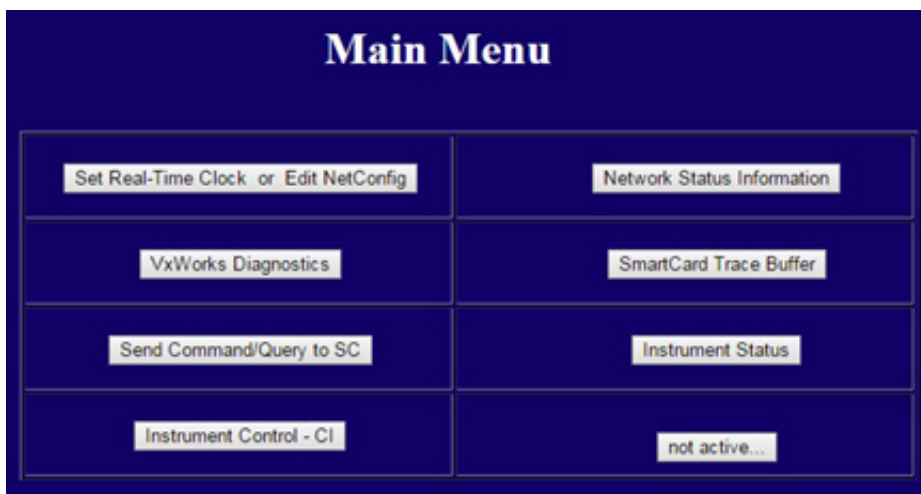 Main Menu
Set Real-Time Clock or Edit NetConfig
Network Status Information
VxWorks Diagnostics
SmartCard Trace Buffer
Send Command/Query to SC
Instrument Status
Instrument Control - CI
not active...